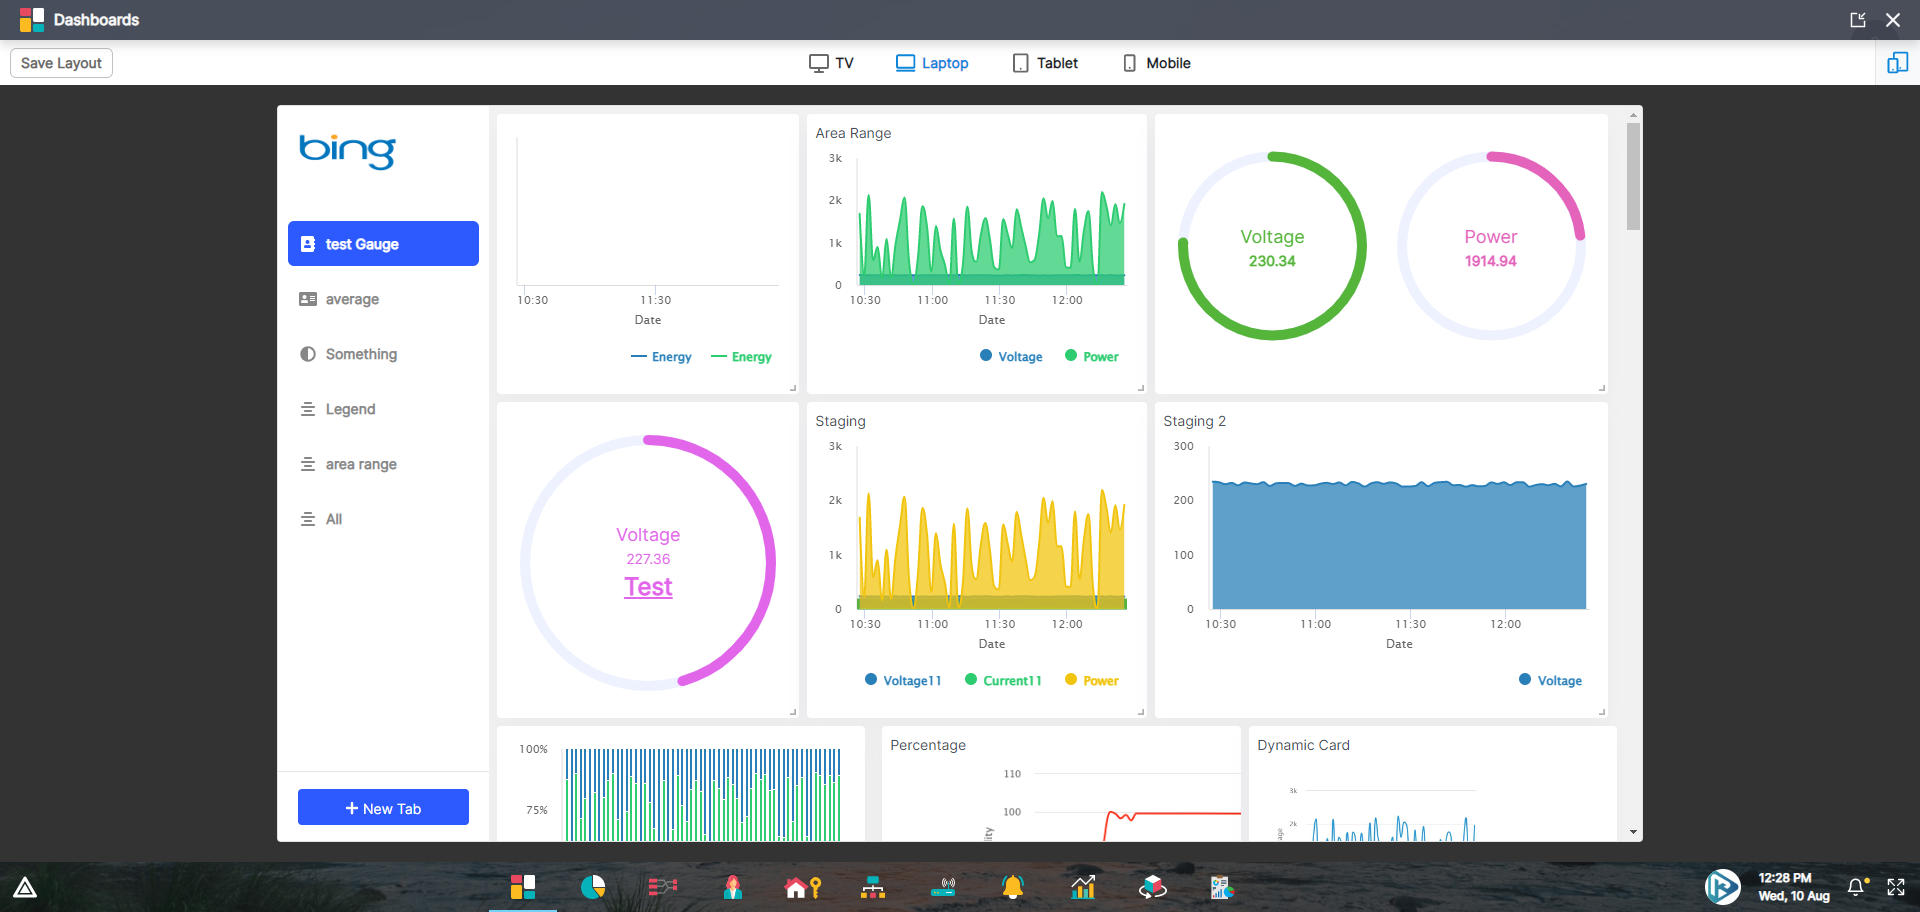 Dashboards
Save Layout
TV
Laptop
Tablet
Mobile
bing
test Gauge
average
Something
Legend
area range
All
+ New Tab
10:30 11:30
Date
Energy Energy
Area Range
3k
2k
1k
0
10:30 11:00 11:30 12:00
Date
Voltage Power
Voltage
230.34
Power
1914.94
Voltage
227.36
Test
Staging
3k
2k
1k
0
10:30 11:00 11:30 12:00
Date
Voltage11 Current11 Power
Staging 2
300
200
100
0
10:30 11:00 11:30 12:00
Date
Voltage
100%
75%
Percentage
110
100
lity
Dynamic Card
3k
2k
age
12:28 PM
Wed, 10 Aug